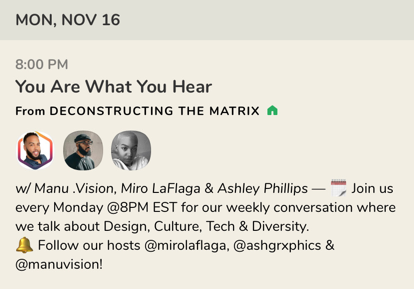 MON, NOV 16
8:00 PM
You Are What You Hear
From DECONSTRUCTING THE MATRIX
w/ Manu .Vision, Miro LaFlaga & Ashley Phillips — 🗓️ Join us
every Monday @8PM EST for our weekly conversation where
we talk about Design, Culture, Tech & Diversity.
🔔 Follow our hosts @mirolaflaga, @ashgrxphics &
@manuvision!